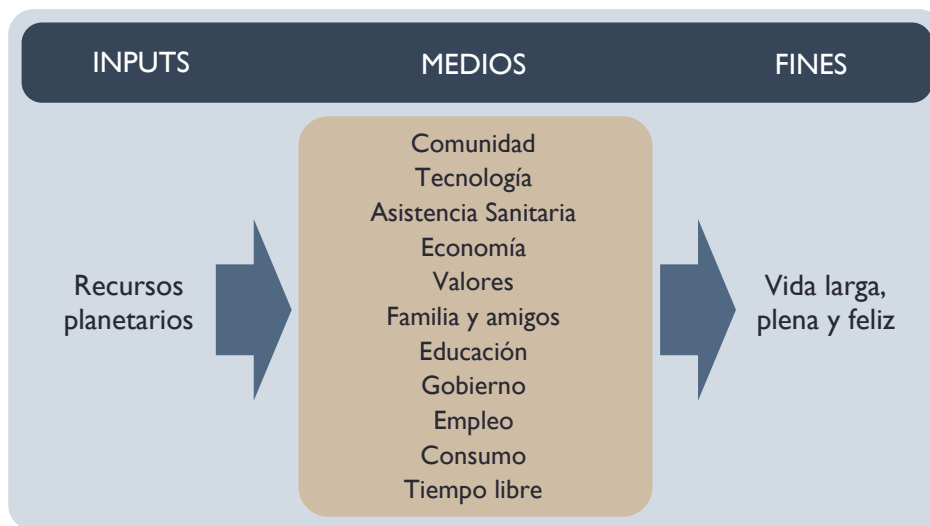 INPUTS
MEDIOS
FINES
Recursos
planetarios
Comunidad
Tecnología
Asistencia Sanitaria
Economía
Valores
Familia y amigos
Educación
Gobierno
Empleo
Consumo
Tiempo libre
Vida larga,
plena y feliz